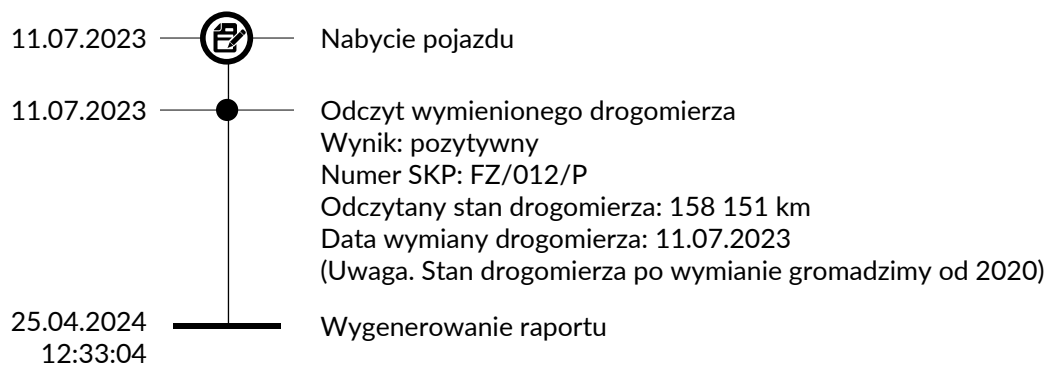 11.07.2023 Nabycie pojazdu
11.07.2023 Odczyt wymienionego drogomierza
Wynik: pozytywny
Numer SKP: FZ/012/P
Odczytany stan drogomierza: 158 151 km
Data wymiany drogomierza: 11.07.2023
(Uwaga. Stan drogomierza po wymianie gromadzimy od 2020)
25.04.2024 Wygenerowanie raportu
12:33:04